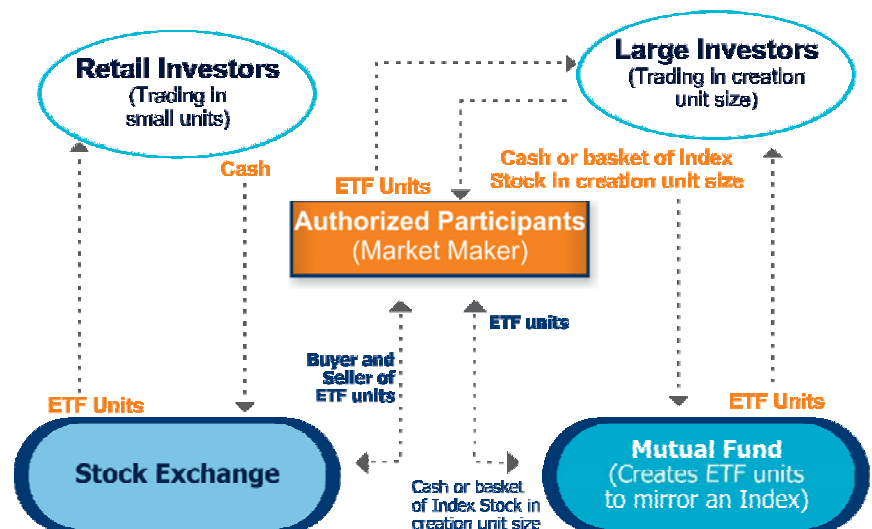 Retail Investors
(Trading in
small units)
Large Investors
(Trading in creation
unit size)
Cash
ETF Units
Cash or basket of Index
Stock in creation unit size
Authorized Participants
(Market Maker)
ETF units
Buyer and
Seller of
ETF units
ETF Units
ETF Units
Stock Exchange
Mutual Fund
(Creates ETF units
to mirror an Index)
Cash or basket
of Index Stock in
creation unit size